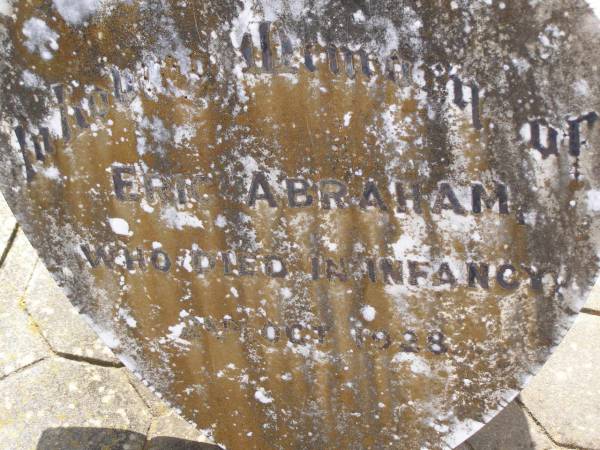 In Loving Memory of
ERIC ABRAHAM,
WHO DIED IN INFANCY,
OCT 1928.